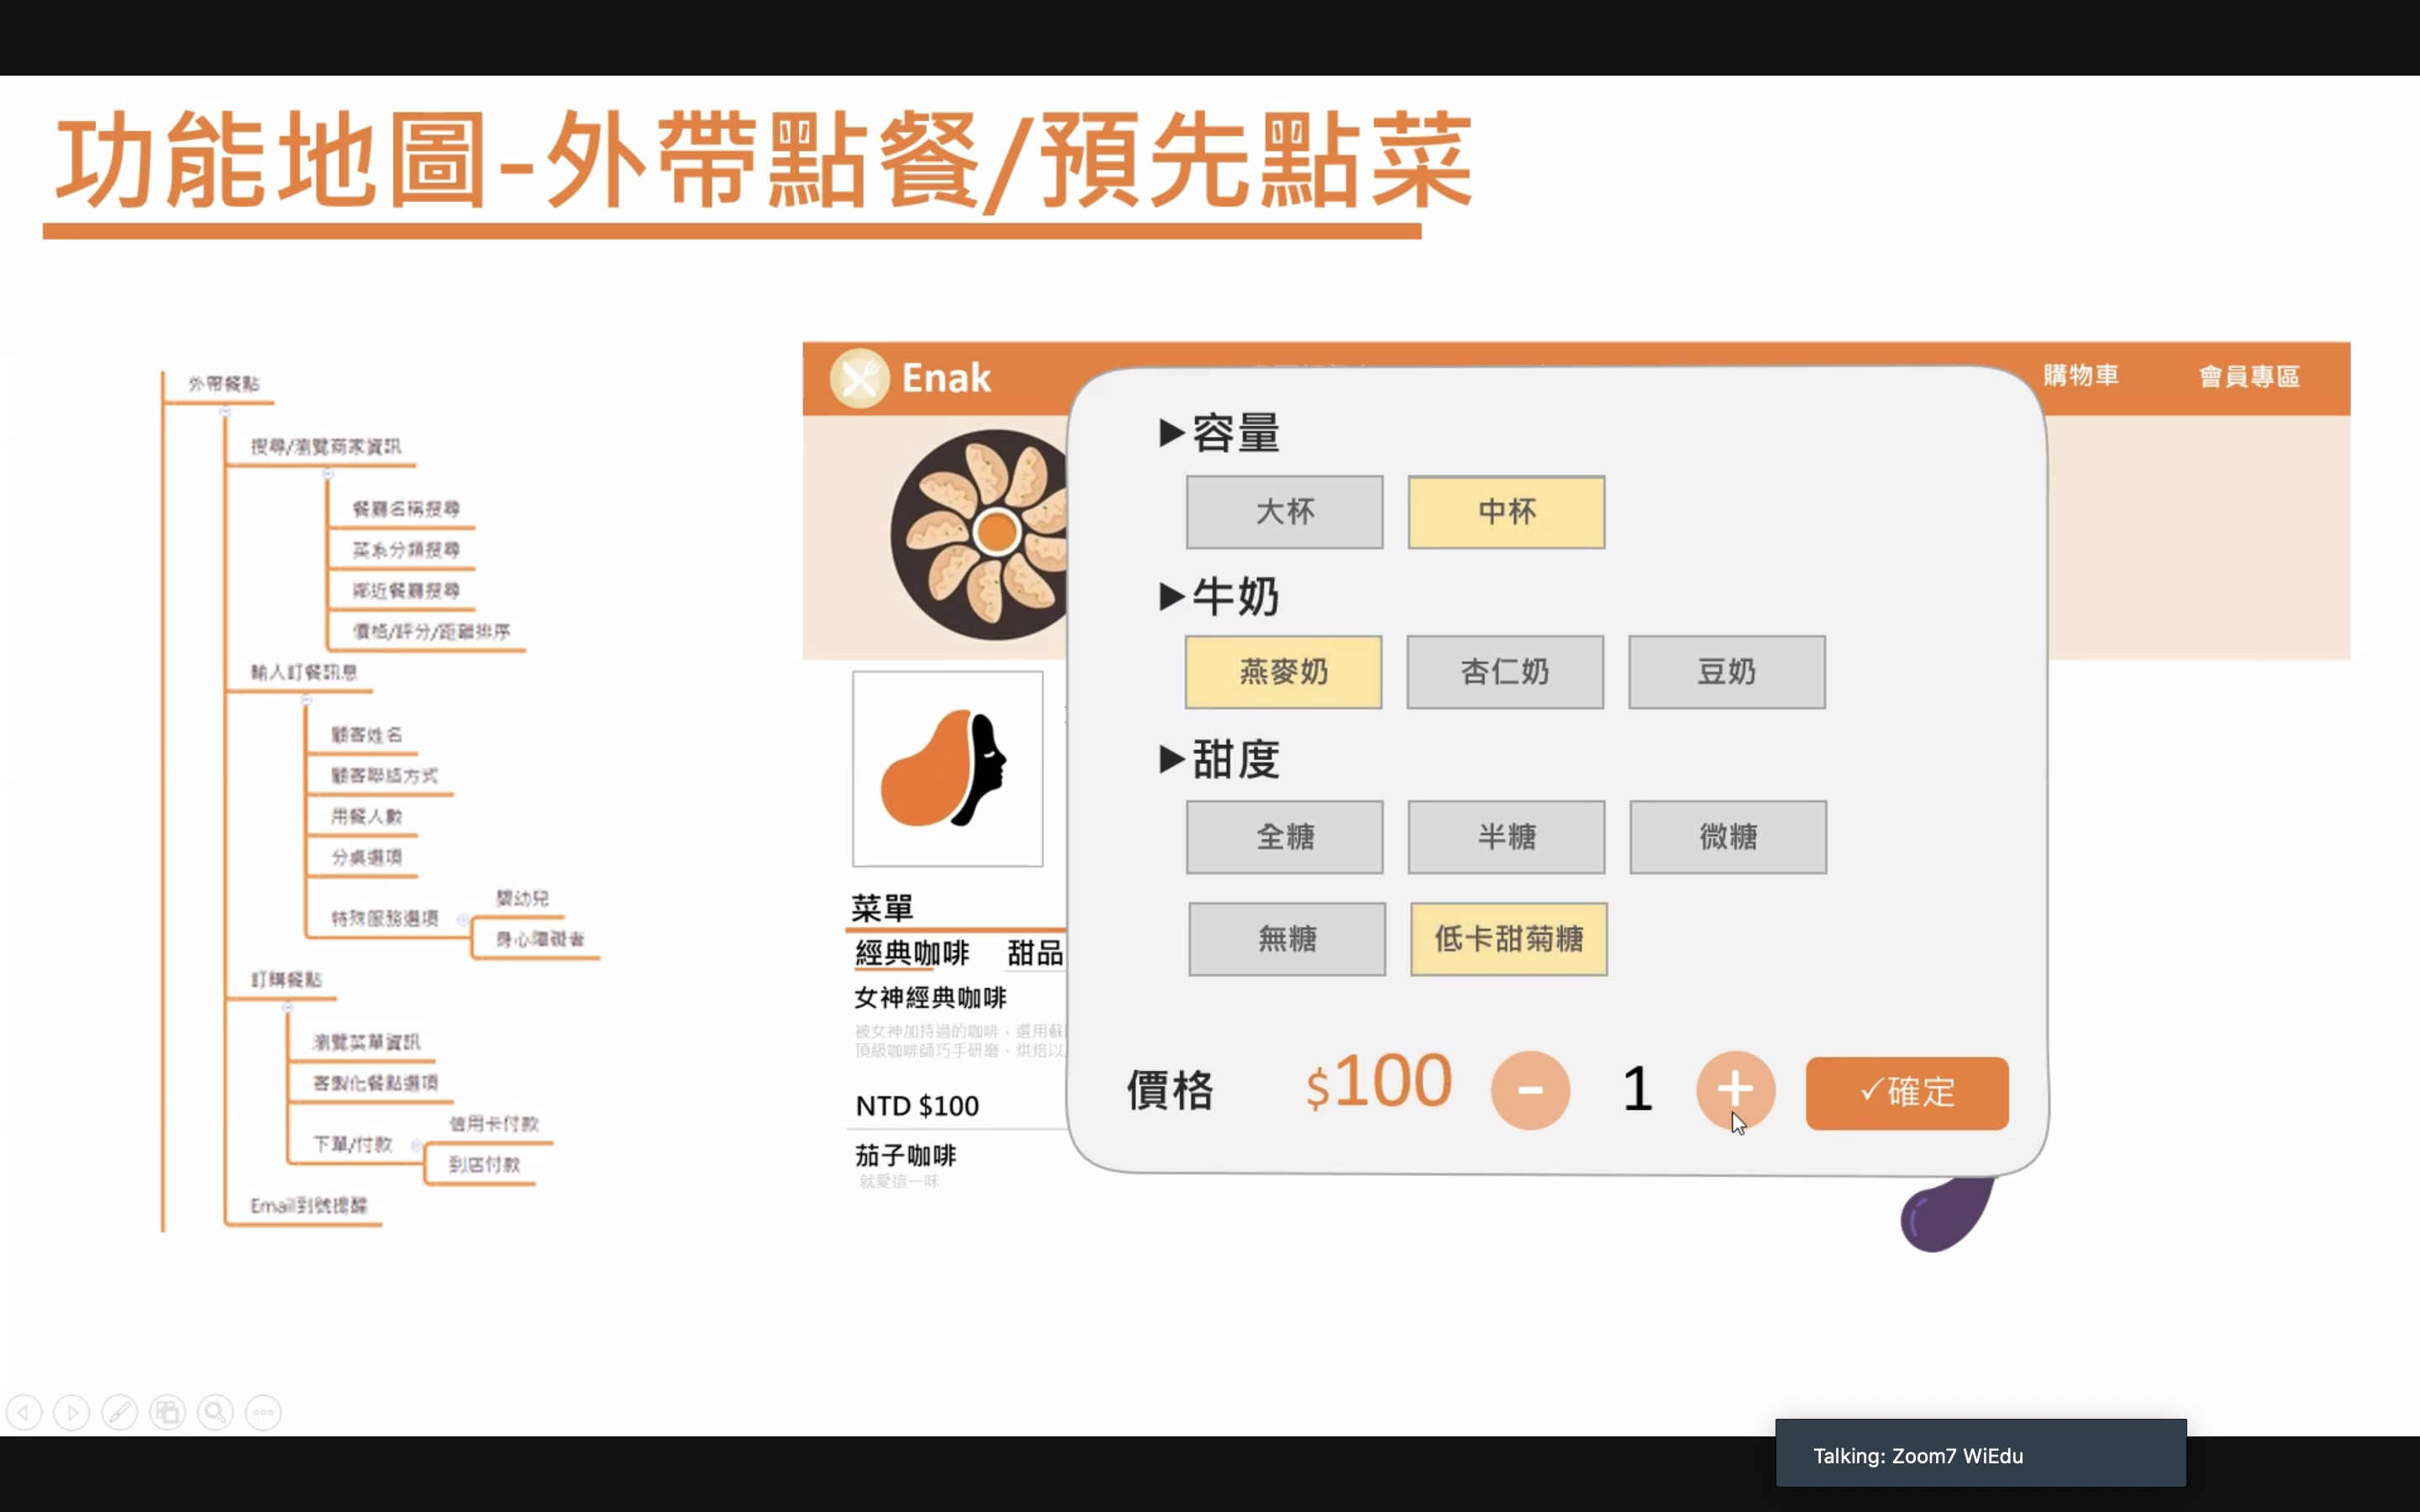 功能地圖-外帶點餐/預先點菜
外帶餐點
搜尋/瀏覽商家資訊
餐廳名稱搜尋
菜系分類搜尋
鄰近餐廳搜尋
價格/評分/距離排序
輸入訂餐訊息
顧客姓名
顧客聯絡方式
用餐人數
分桌選項
特殊服務選項
嬰幼兒
身心障礙者
訂購餐點
瀏覽菜單資訊
客製化餐點選項
下單/付款
信用卡付款
到店付款
Email到號提醒
Enak
購物車 會員專區
菜單
經典咖啡 甜品
女神經典咖啡
被女神加持過的咖啡，選用蘇
頂級咖啡師巧手研磨、烘焙以
NTD $100
茄子咖啡
就愛這一味
▶容量
大杯 中杯
▶牛奶
燕麥奶 杏仁奶 豆奶
▶甜度
全糖 半糖 微糖
無糖 低卡甜菊糖
價格 $100 - 1 + ✓確定
Talking: Zoom7 WiEdu